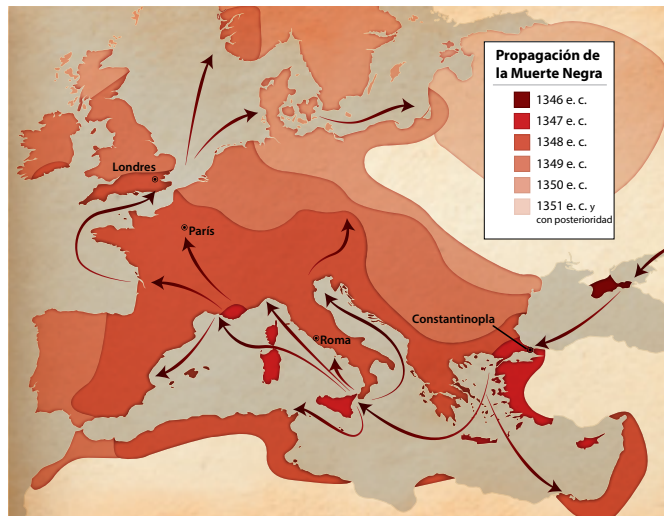 Propagación de
la Muerte Negra
1346 e. c.
1347 e. c.
1348 e. c.
1349 e. c.
1350 e. c.
1351 e. c. y
con posterioridad
Londres
París
Constantinopla
Roma